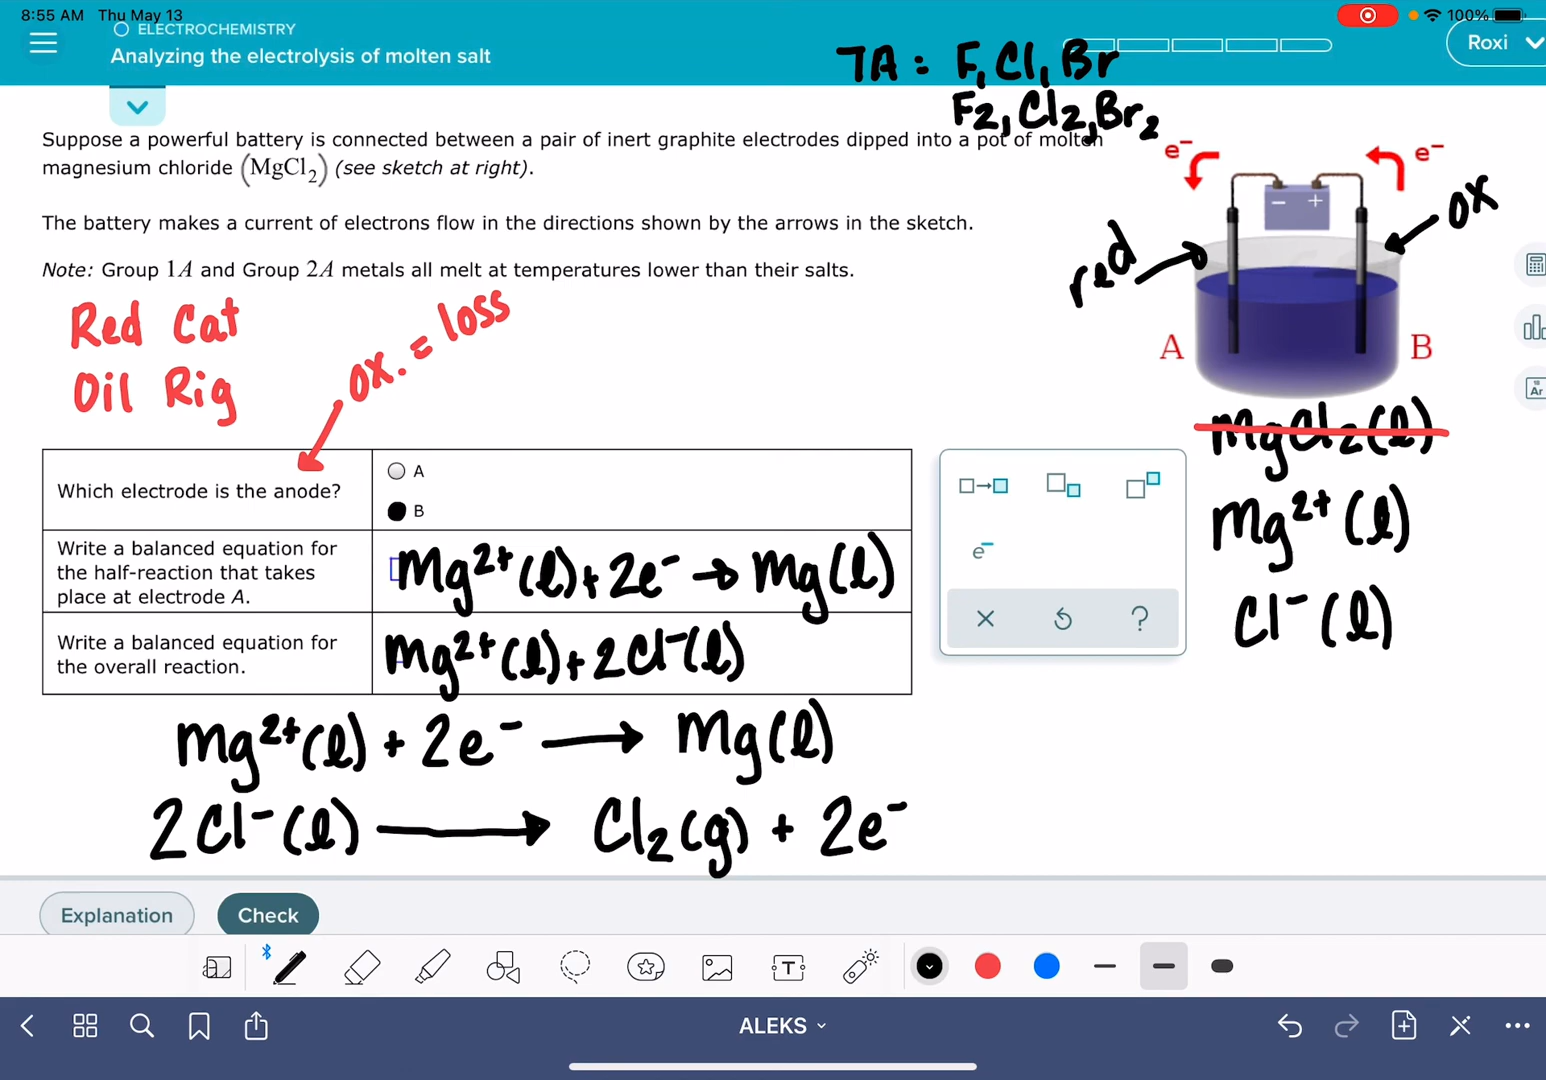 8:55 AM Thu May 13
100%
ELECTROCHEMISTRY
Analyzing the electrolysis of molten salt
Roxi
7A : F, Cl, Br
F2, Cl2, Br2
Suppose a powerful battery is connected between a pair of inert graphite electrodes dipped into a pot of molten
magnesium chloride (MgCl2) (see sketch at right).
The battery makes a current of electrons flow in the directions shown by the arrows in the sketch.
Note: Group 1A and Group 2A metals all melt at temperatures lower than their salts.
e−
e−
− +
red
ox
A
B
Red Cat
Oil Rig
ox. = loss
MgCl2(l)
Mg2+(l)
Cl−(l)
Which electrode is the anode?
A
B
Write a balanced equation for
the half-reaction that takes
place at electrode A.
Mg2+(l) + 2e− → Mg(l)
Write a balanced equation for
the overall reaction.
Mg2+(l) + 2Cl−(l)
□→□
e−
?
18
Ar
Mg2+(l) + 2e− → Mg(l)
2Cl−(l) → Cl2(g) + 2e−
Explanation
Check
a
T
ALEKS